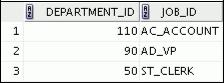 DEPARTMENT_ID JOB_ID
1 110 AC_ACCOUNT
2 90 AD_VP
3 50 ST_CLERK